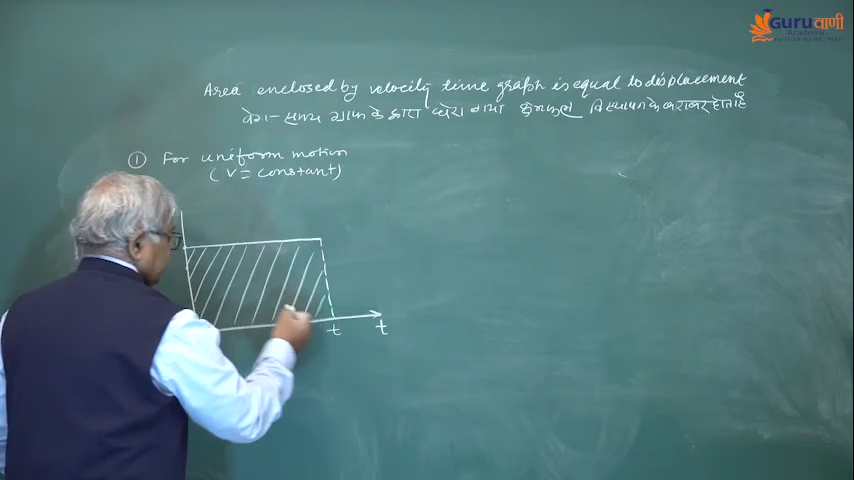 Guruवाणी
Academy
Area enclosed by velocity time graph is equal to displacement
वेग-समय ग्राफ के द्वारा घेरा गया क्षेत्रफल विस्थापन के बराबर होता है
① For uniform motion
(V = constant)
t
t